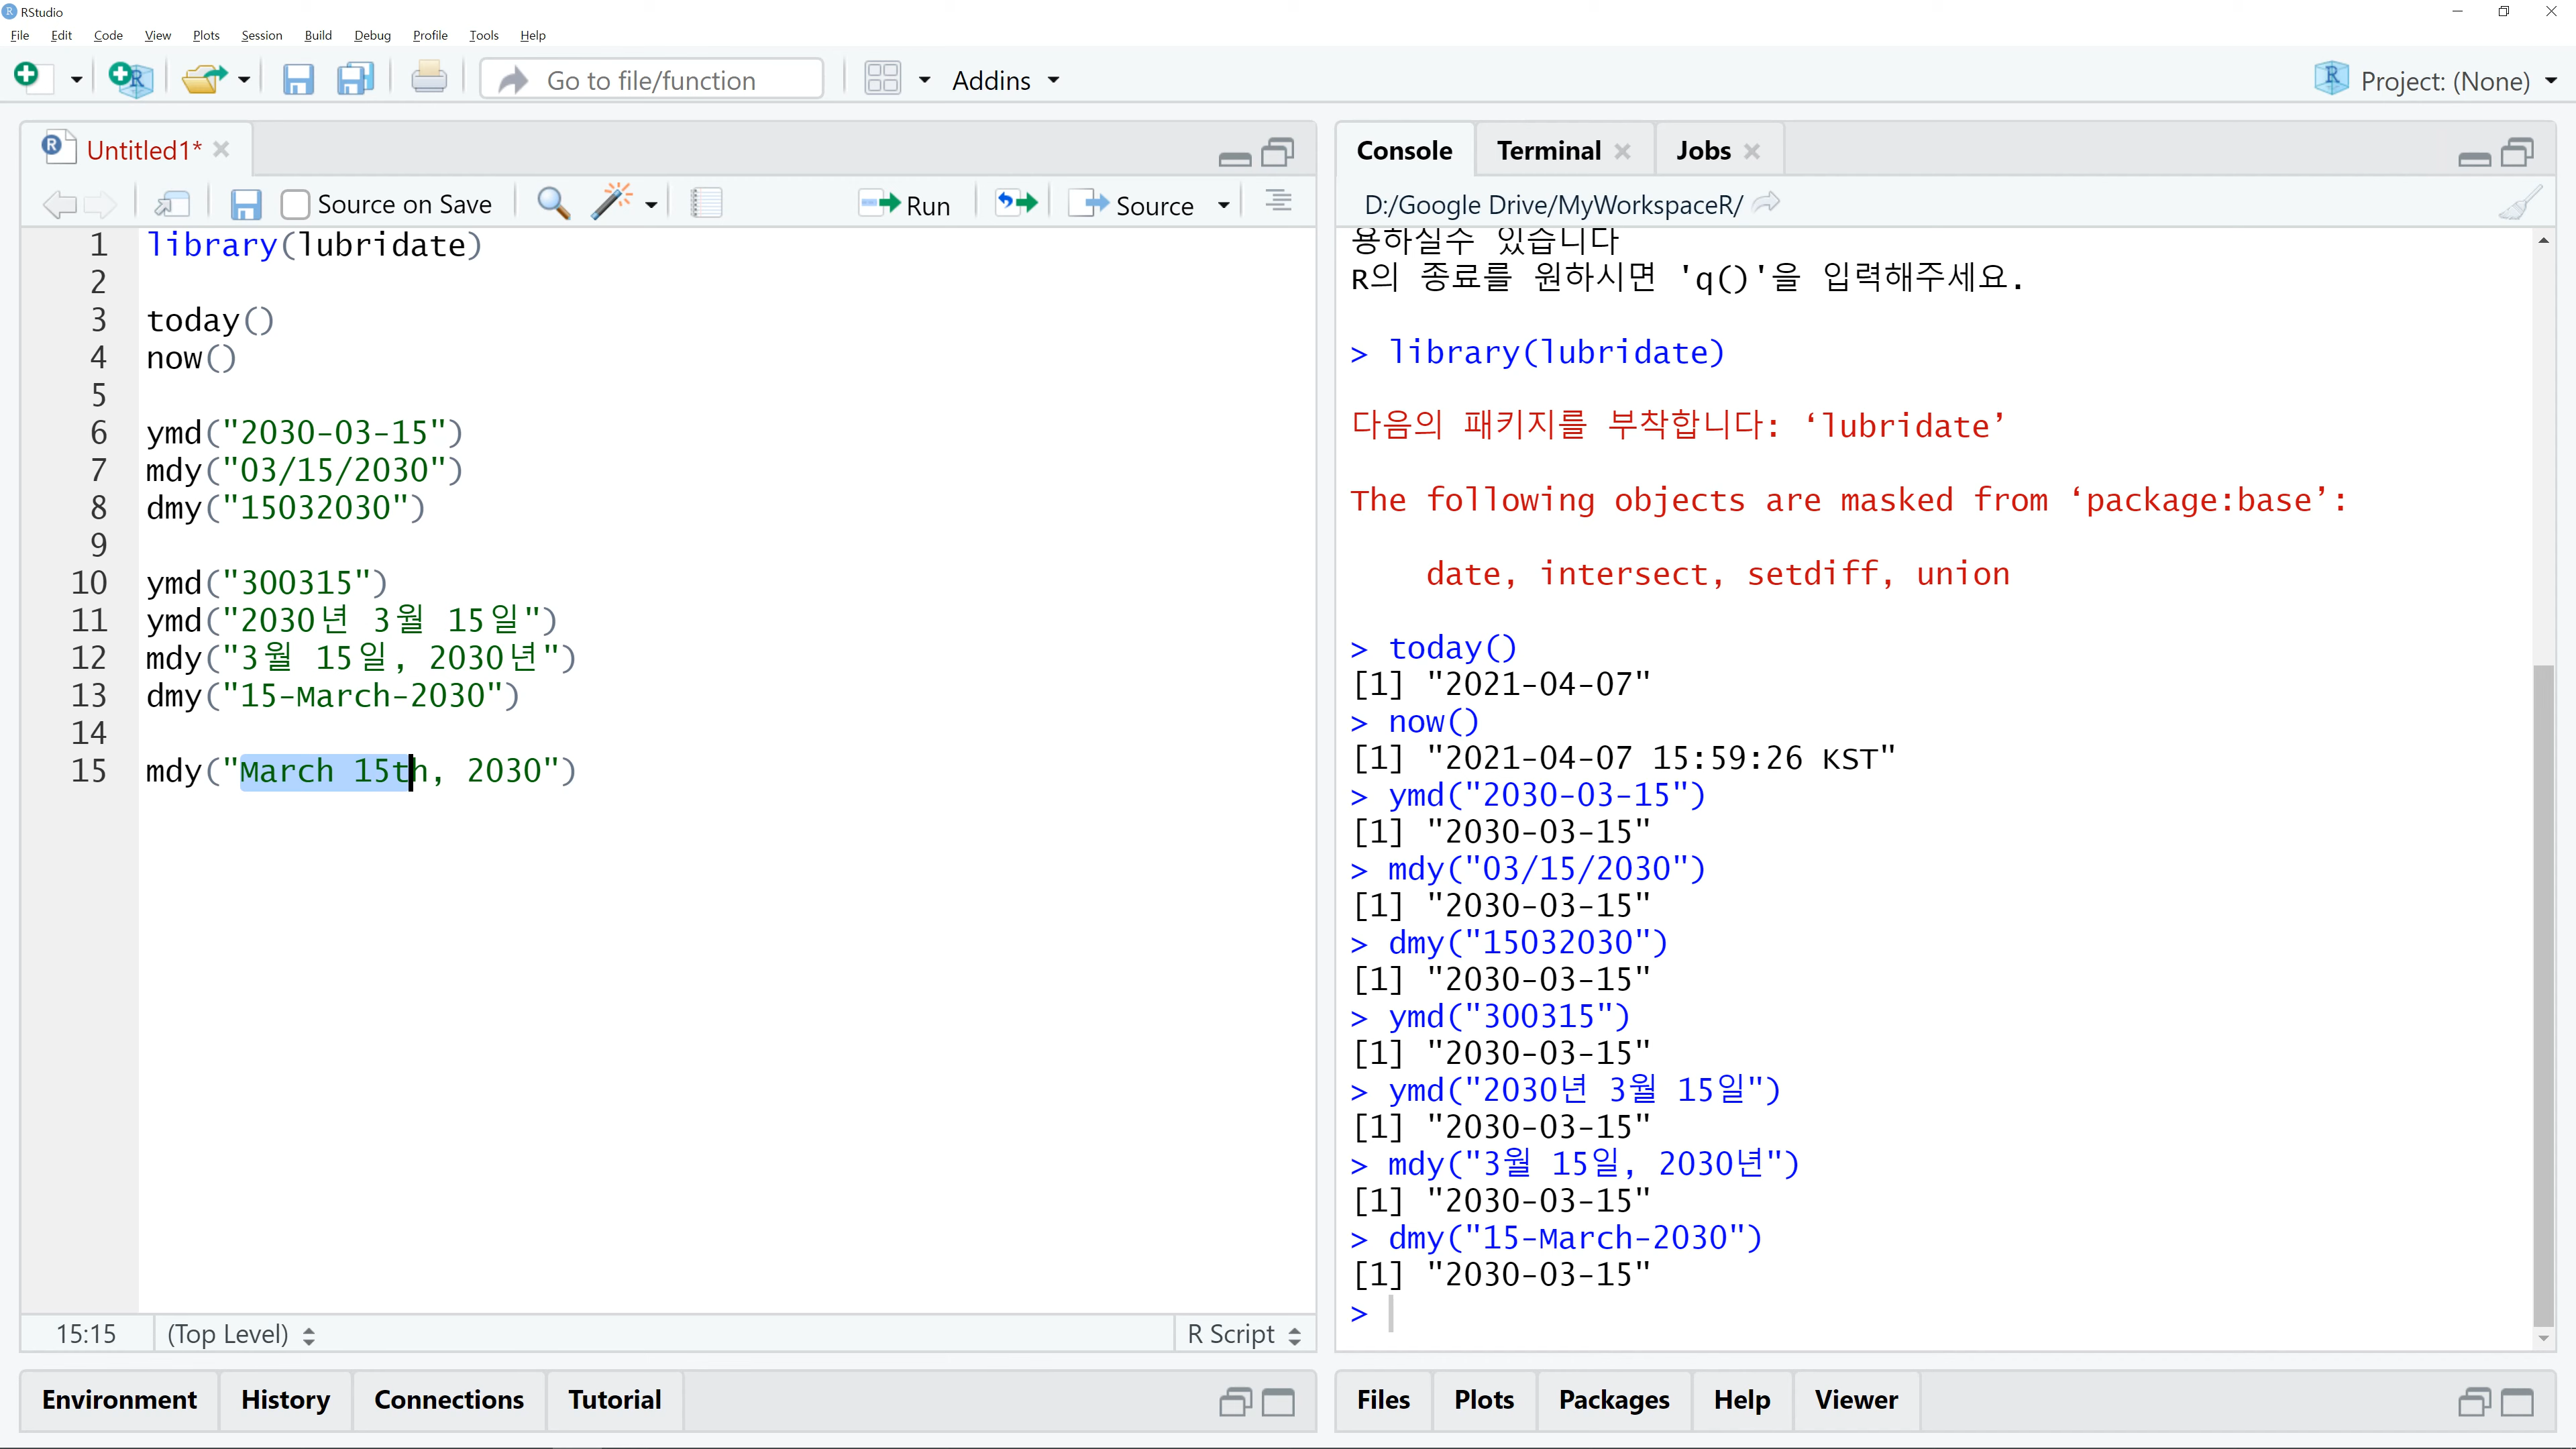 RStudio
File Edit Code View Plots Session Build Debug Profile Tools Help
Go to file/function Addins Project: (None)
Untitled1*
Source on Save Run Source
1 library(lubridate)
2
3 today()
4 now()
5
6 ymd("2030-03-15")
7 mdy("03/15/2030")
8 dmy("15032030")
9
10 ymd("300315")
11 ymd("2030년 3월 15일")
12 mdy("3월 15일, 2030년")
13 dmy("15-March-2030")
14
15 mdy("March 15th, 2030")
15:15 (Top Level) R Script
Environment History Connections Tutorial
Console Terminal Jobs
D:/Google Drive/MyWorkspaceR/
용하실수 있습니다
R의 종료를 원하시면 'q()'을 입력해주세요.
> library(lubridate)
다음의 패키지를 부착합니다: ‘lubridate’
The following objects are masked from ‘package:base’:
date, intersect, setdiff, union
> today()
[1] "2021-04-07"
> now()
[1] "2021-04-07 15:59:26 KST"
> ymd("2030-03-15")
[1] "2030-03-15"
> mdy("03/15/2030")
[1] "2030-03-15"
> dmy("15032030")
[1] "2030-03-15"
> ymd("300315")
[1] "2030-03-15"
> ymd("2030년 3월 15일")
[1] "2030-03-15"
> mdy("3월 15일, 2030년")
[1] "2030-03-15"
> dmy("15-March-2030")
[1] "2030-03-15"
>
Files Plots Packages Help Viewer